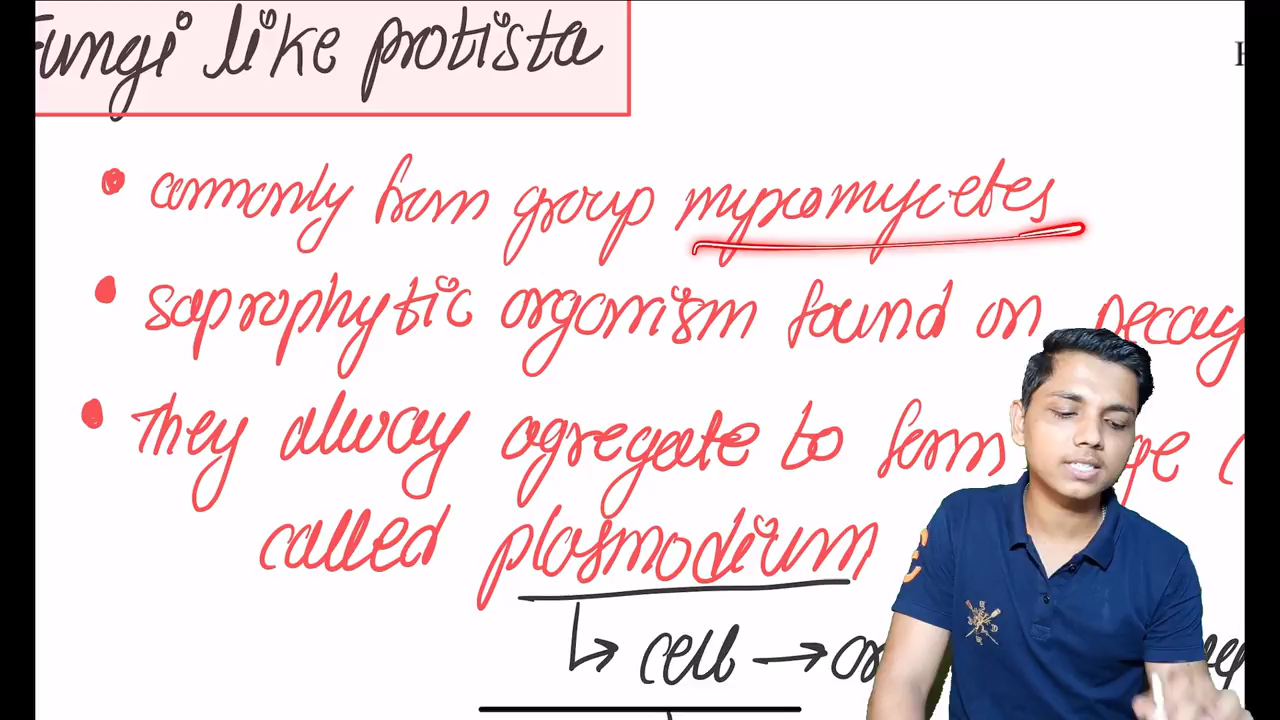 Fungi like protista
• commonly from group myxomycetes
• saprophytic organism found on decay
• They alway agregate to form
called plasmodium
↳ cell →